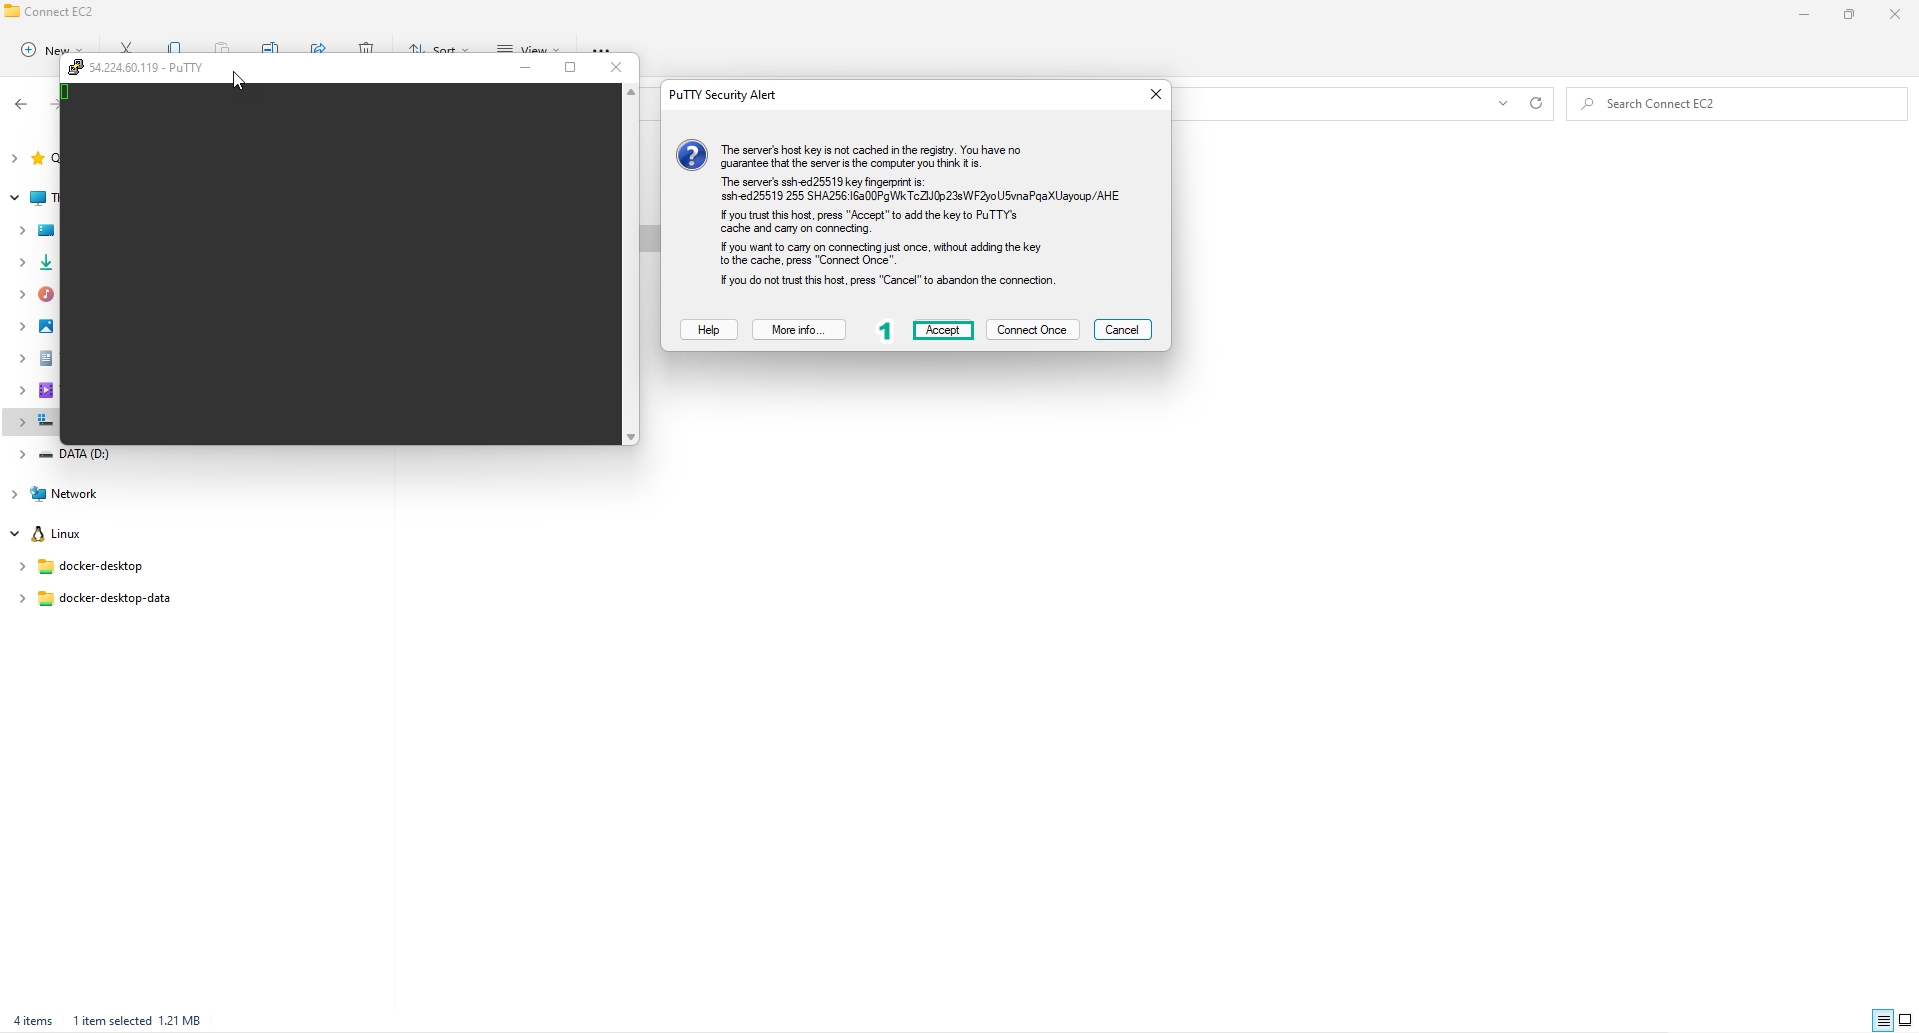 Connect EC2
New
Sort
View
54.224.60.119 - PuTTY
Search Connect EC2
DATA (D:)
Network
Linux
docker-desktop
docker-desktop-data
PuTTY Security Alert
The server's host key is not cached in the registry. You have no
guarantee that the server is the computer you think it is.
The server's ssh-ed25519 key fingerprint is:
ssh-ed25519 255 SHA256:I6a00PgWkTcZlJ0p23sWF2yoU5vnaPqaXUayoup/AHE
If you trust this host, press "Accept" to add the key to PuTTY's
cache and carry on connecting.
If you want to carry on connecting just once, without adding the key
to the cache, press "Connect Once".
If you do not trust this host, press "Cancel" to abandon the connection.
Help
More info...
1
Accept
Connect Once
Cancel
4 items
1 item selected 1.21 MB